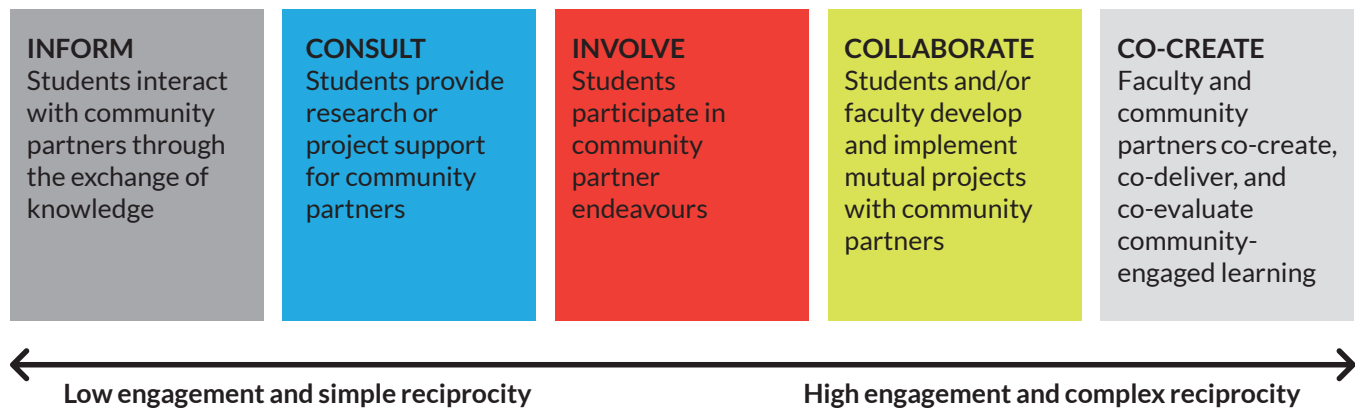 INFORM
Students interact
with community
partners through
the exchange of
knowledge
CONSULT
Students provide
research or
project support
for community
partners
INVOLVE
Students
participate in
community
partner
endeavours
COLLABORATE
Students and/or
faculty develop
and implement
mutual projects
with community
partners
CO-CREATE
Faculty and
community
partners co-create,
co-deliver, and
co-evaluate
community-
engaged learning
Low engagement and simple reciprocity
High engagement and complex reciprocity